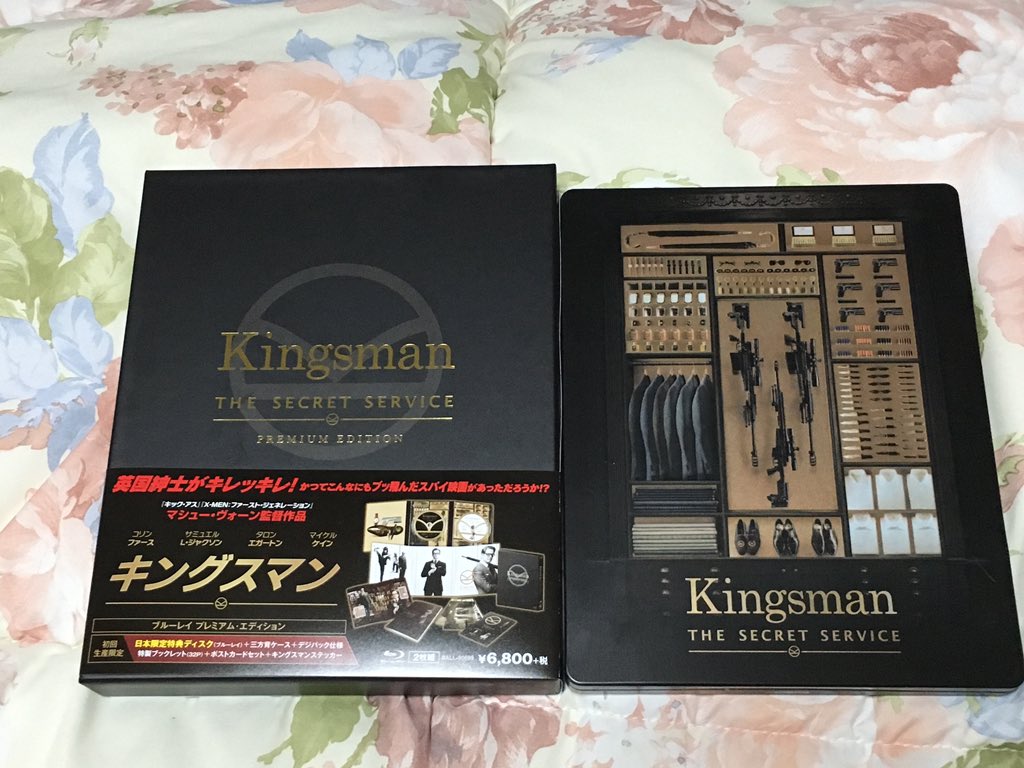 Kingsman
THE SECRET SERVICE
PREMIUM EDITION
英国紳士がキレッキレ! かつてこんなにもブッ飛んだスパイ映画があっただろうか!?
『キック・アス』『X-MEN:ファースト・ジェネレーション』
マシュー・ヴォーン監督作品
コリン サミュエル タロン マイケル
ファース L・ジャクソン エガートン ケイン
キングスマン
ブルーレイ プレミアム・エディション
初回 日本限定特典ディスク(ブルーレイ)+三方背ケース+デジパック仕様
生産限定 特製ブックレット(32P)+ポストカードセット+キングスマンステッカー
2枚組 ¥6,800+税
Kingsman
THE SECRET SERVICE